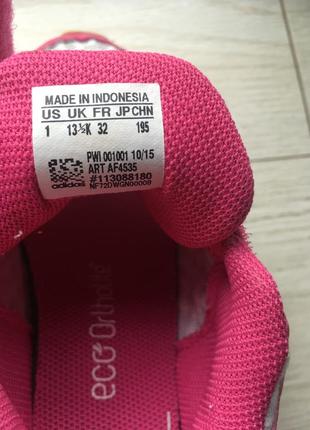 MADE IN INDONESIA
US UK FR JP CHN
1 13½K 32 195
PWI 001001 10/15
ART AF4535
#113088180
NF72DWGN00009
adidas
eco Ortholite